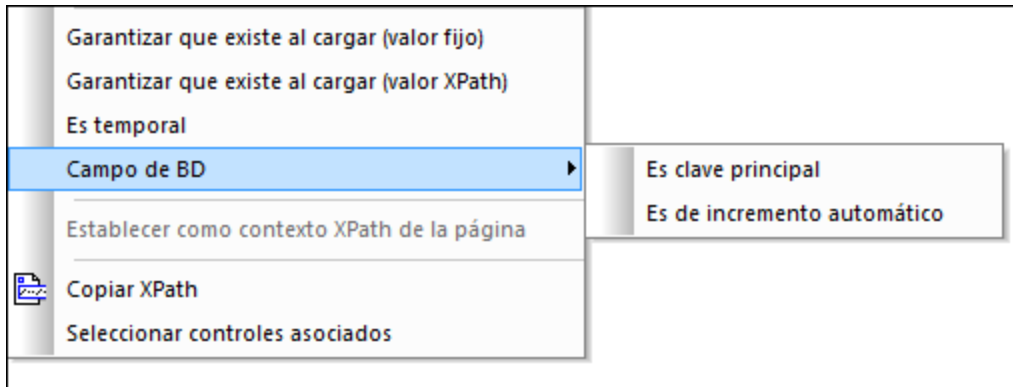 Garantizar que existe al cargar (valor fijo)
Garantizar que existe al cargar (valor XPath)
Es temporal
Campo de BD
Es clave principal
Es de incremento automático
Establecer como contexto XPath de la página
Copiar XPath
Seleccionar controles asociados